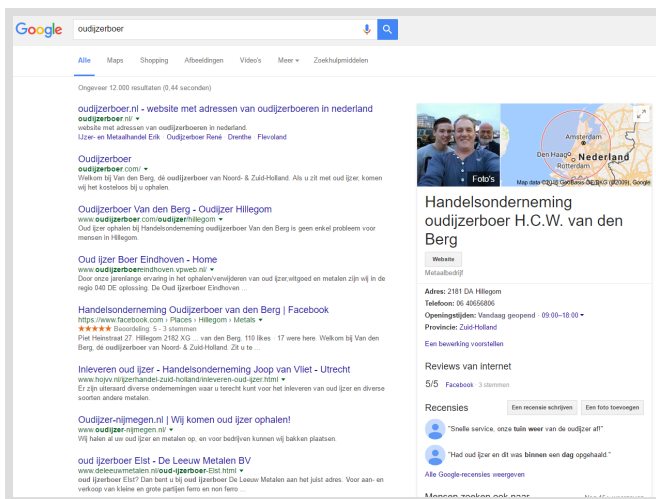 Google
oudijzerboer
Alle Maps Shopping Afbeeldingen Video's Meer Zoekhulpmiddelen
Ongeveer 12.000 resultaten (0,44 seconden)
oudijzerboer.nl - website met adressen van oudijzerboeren in nederland
oudijzerboer.nl/
website met adressen van oudijzerboeren in nederland.
IJzer- en Metaalhandel Erik · Oudijzerboer René · Drenthe · Flevoland
Oudijzerboer
oudijzerboer.com/
Welkom bij Van den Berg, dé oudijzerboer van Noord- & Zuid-Holland. Als u zit met oud ijzer, komen
wij het kosteloos bij u ophalen.
Oudijzerboer Van den Berg - Oudijzer Hillegom
www.oudijzerboer.com/oudijzer/hillegom
Oud ijzer ophalen bij Handelsonderneming oudijzerboer Van den Berg is geen enkel probleem voor
mensen in Hillegom.
Oud ijzer Boer Eindhoven - Home
www.oudijzerboereindhoven.vpweb.nl/
Door onze jarenlange ervaring in het ophalen/verwijderen van oud ijzer,witgoed en metalen zijn wij in de
regio 040 DE oplossing. De Oud ijzerboer Eindhoven ...
Handelsonderneming Oudijzerboer van den Berg | Facebook
https://www.facebook.com › Places › Hillegom › Metals
Beoordeling: 5 - 3 stemmen
Piet Heinstraat 27. Hillegom 2182 XG ... van den Berg. 110 likes · 17 were here. Welkom bij Van den
Berg, dé oudijzerboer van Noord- & Zuid-Holland. Zit u te ...
Inleveren oud ijzer - Handelsonderneming Joop van Vliet - Utrecht
www.hojvv.nl/ijzerhandel-zuid-holland/inleveren-oud-ijzer.html
Er zijn uiteraard diverse ondernemingen waar u terecht kunt voor het inleveren van oud ijzer en diverse
soorten andere metalen.
Oudijzer-nijmegen.nl | Wij komen oud ijzer ophalen!
www.oudijzer-nijmegen.nl/
Wij halen al uw oud ijzer en metalen op, en voor bedrijven kunnen wij bakken plaatsen.
oud ijzerboer Elst - De Leeuw Metalen BV
www.deleeuwmetalen.nl/oud-ijzerboer-Elst.html
oud ijzerboer Elst? Dan bent u bij oud ijzerboer De Leeuw Metalen aan het juist adres. Voor aan- en
verkoop van kleine en grote partijen ferro en non ferro ...
Foto's
Amsterdam
Den Haag
Nederland
Rotterdam
Map data ©2016 GeoBasis-DE/BKG (©2009), Google
Handelsonderneming
oudijzerboer H.C.W. van den
Berg
Website
Metaalbedrijf
Adres: 2181 DA Hillegom
Telefoon: 06 40656806
Openingstijden: Vandaag geopend · 09:00–18:00
Provincie: Zuid-Holland
Een bewerking voorstellen
Reviews van internet
5/5 Facebook · 3 stemmen
Recensies Een recensie schrijven Een foto toevoegen
"Snelle service, onze tuin weer van de oudijzer af!"
"Had oud ijzer en dit was binnen een dag opgehaald."
Alle Google-recensies weergeven
Mensen zoeken ook naar